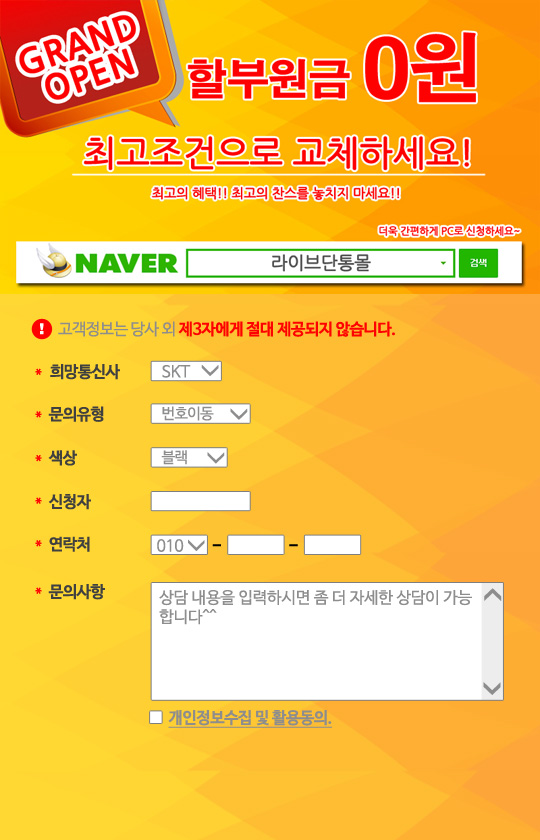 GRAND
OPEN
할부원금 0원
최고조건으로 교체하세요!
최고의 혜택!! 최고의 찬스를 놓치지 마세요!!
더욱 간편하게 PC로 신청하세요~
NAVER 라이브단통몰 검색
! 고객정보는 당사 외 제3자에게 절대 제공되지 않습니다.
* 희망통신사 SKT
* 문의유형 번호이동
* 색상 블랙
* 신청자
* 연락처 010 - -
* 문의사항 상담 내용을 입력하시면 좀 더 자세한 상담이 가능
합니다^^
개인정보수집 및 활용동의.